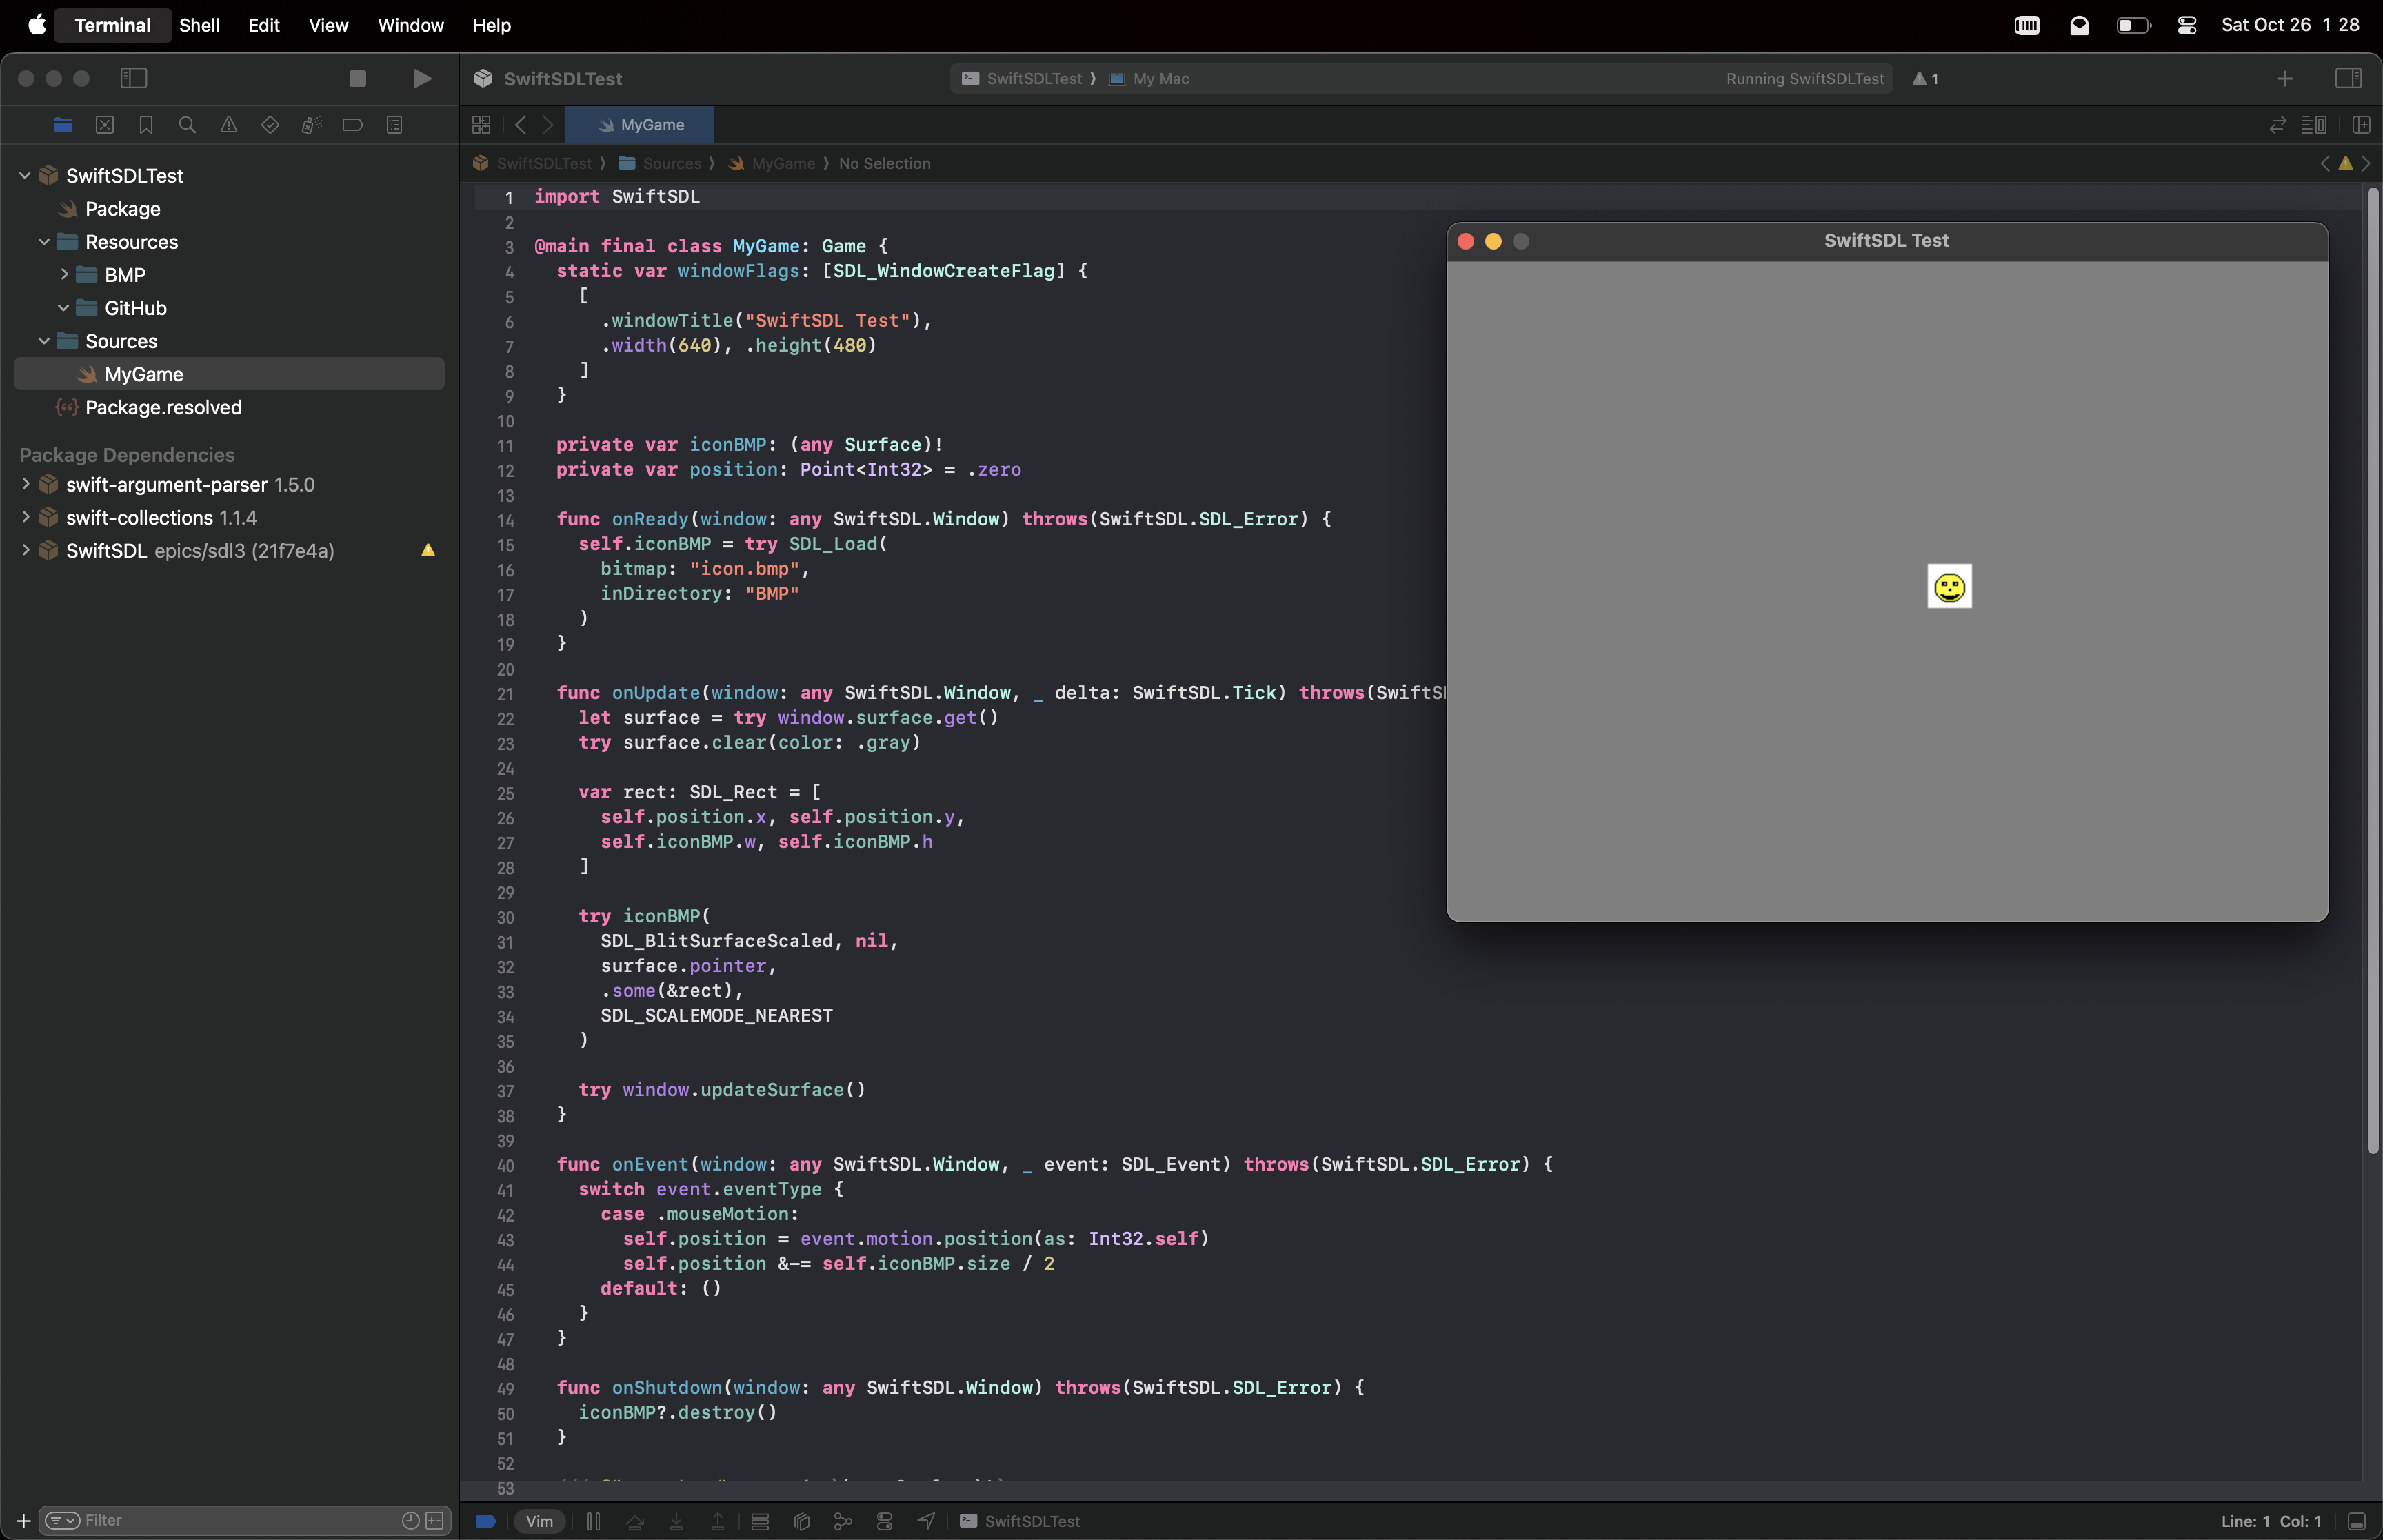 Terminal Shell Edit View Window Help Sat Oct 26 1 28
SwiftSDLTest SwiftSDLTest ⟩ My Mac Running SwiftSDLTest 1
MyGame
SwiftSDLTest ⟩ Sources ⟩ MyGame ⟩ No Selection
SwiftSDLTest
Package
Resources
BMP
GitHub
Sources
MyGame
Package.resolved
Package Dependencies
swift-argument-parser 1.5.0
swift-collections 1.1.4
SwiftSDL epics/sdl3 (21f7e4a)
Filter
1 import SwiftSDL
2
3 @main final class MyGame: Game {
4 static var windowFlags: [SDL_WindowCreateFlag] {
5 [
6 .windowTitle("SwiftSDL Test"),
7 .width(640), .height(480)
8 ]
9 }
10
11 private var iconBMP: (any Surface)!
12 private var position: Point<Int32> = .zero
13
14 func onReady(window: any SwiftSDL.Window) throws(SwiftSDL.SDL_Error) {
15 self.iconBMP = try SDL_Load(
16 bitmap: "icon.bmp",
17 inDirectory: "BMP"
18 )
19 }
20
21 func onUpdate(window: any SwiftSDL.Window, _ delta: SwiftSDL.Tick) throws(SwiftS
22 let surface = try window.surface.get()
23 try surface.clear(color: .gray)
24
25 var rect: SDL_Rect = [
26 self.position.x, self.position.y,
27 self.iconBMP.w, self.iconBMP.h
28 ]
29
30 try iconBMP(
31 SDL_BlitSurfaceScaled, nil,
32 surface.pointer,
33 .some(&rect),
34 SDL_SCALEMODE_NEAREST
35 )
36
37 try window.updateSurface()
38 }
39
40 func onEvent(window: any SwiftSDL.Window, _ event: SDL_Event) throws(SwiftSDL.SDL_Error) {
41 switch event.eventType {
42 case .mouseMotion:
43 self.position = event.motion.position(as: Int32.self)
44 self.position &-= self.iconBMP.size / 2
45 default: ()
46 }
47 }
48
49 func onShutdown(window: any SwiftSDL.Window) throws(SwiftSDL.SDL_Error) {
50 iconBMP?.destroy()
51 }
52
53
SwiftSDL Test
Vim SwiftSDLTest Line: 1 Col: 1